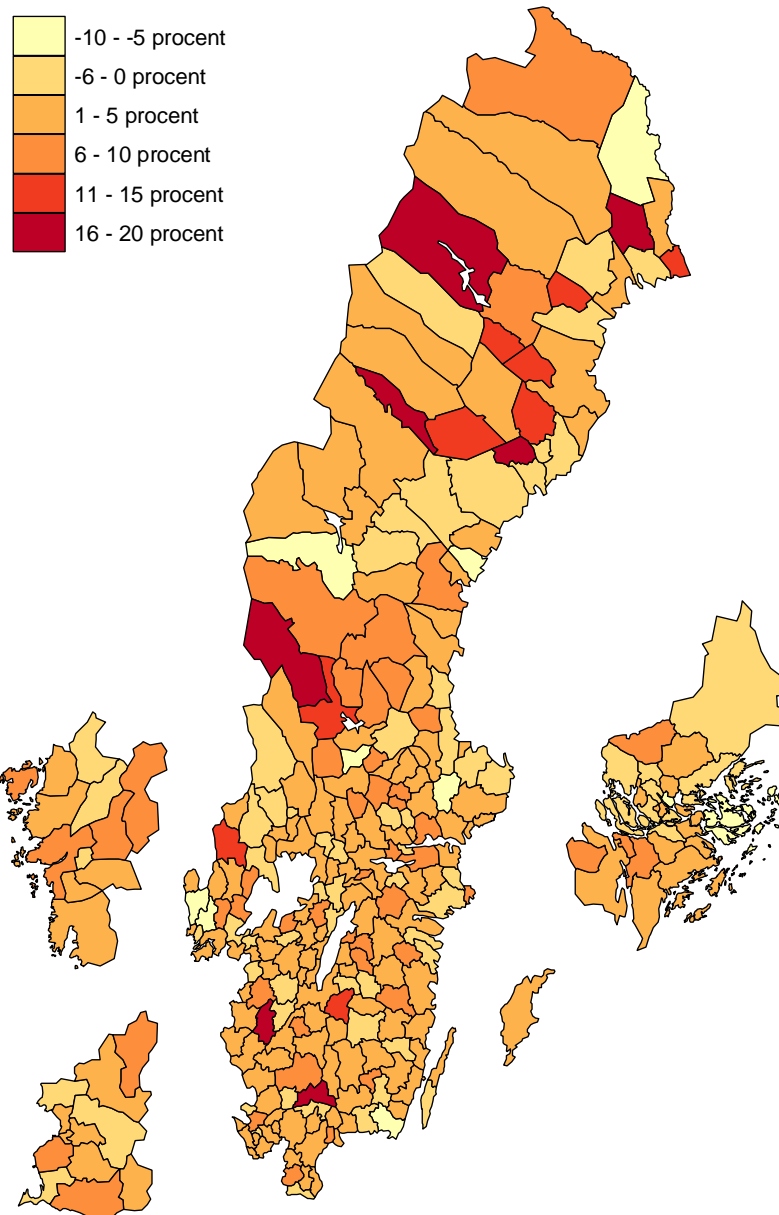 -10 - -5 procent
-6 - 0 procent
1 - 5 procent
6 - 10 procent
11 - 15 procent
16 - 20 procent